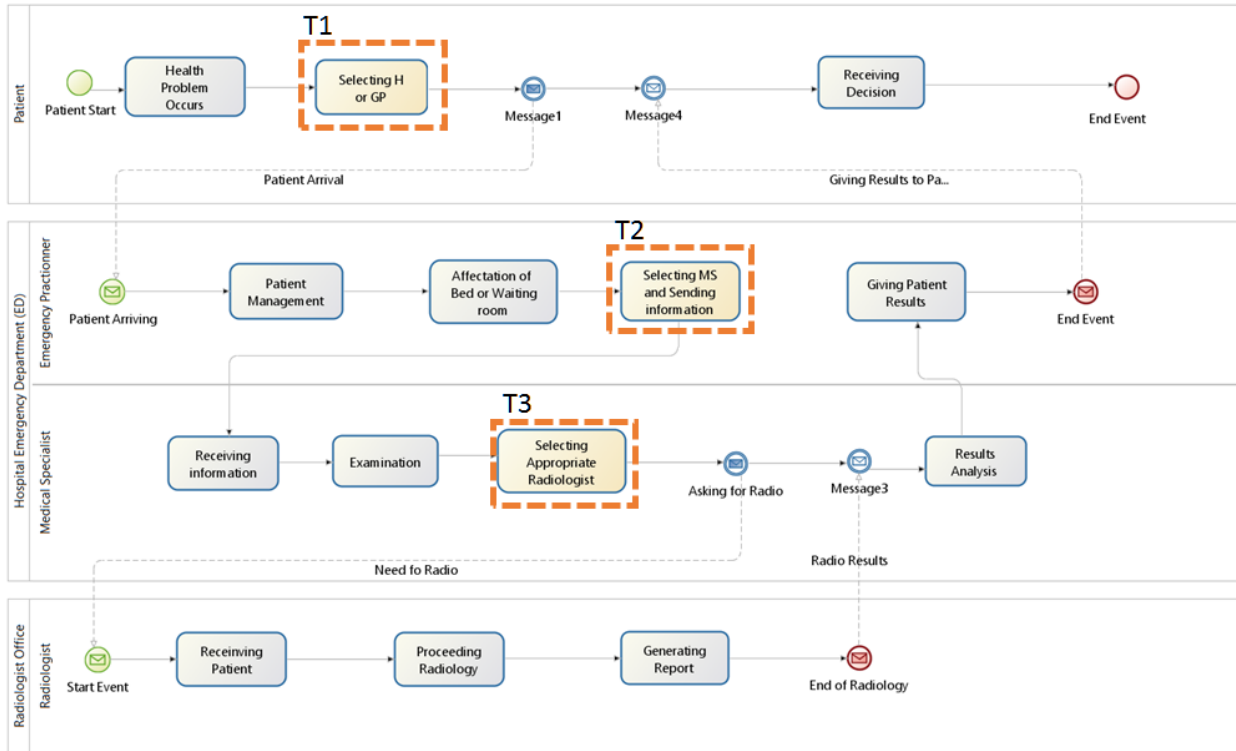 T1
Patient
Patient Start
Health
Problem
Occurs
Selecting H
or GP
Message1
Message4
Receiving
Decision
End Event
Patient Arrival
Giving Results to Pa...
Hospital Emergency Department (ED)
Emergency Practionner
T2
Patient Arriving
Patient
Management
Affectation of
Bed or Waiting
room
Selecting MS
and Sending
information
Giving Patient
Results
End Event
Medical Specialist
T3
Receiving
information
Examination
Selecting
Appropriate
Radiologist
Asking for Radio
Message3
Results
Analysis
Need fo Radio
Radio Results
Radiologist Office
Radiologist
Start Event
Receinving
Patient
Proceeding
Radiology
Generating
Report
End of Radiology